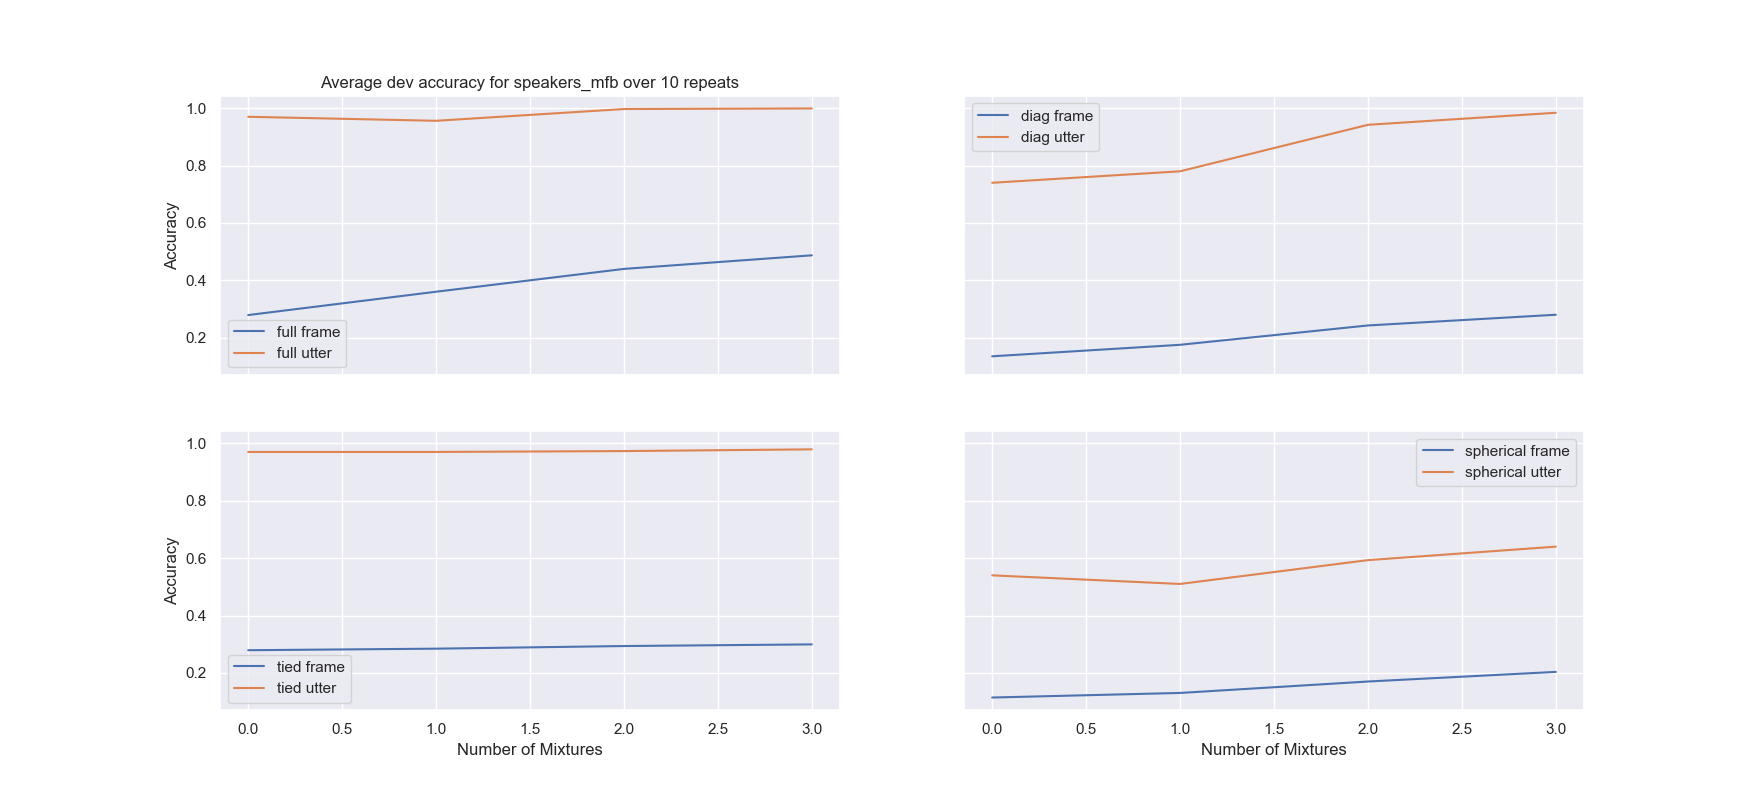 Average dev accuracy for speakers_mfb over 10 repeats
1.0
0.8
0.6
0.4
0.2
Accuracy
full frame
full utter
diag frame
diag utter
1.0
0.8
0.6
0.4
0.2
Accuracy
tied frame
tied utter
0.0 0.5 1.0 1.5 2.0 2.5 3.0
Number of Mixtures
spherical frame
spherical utter
0.0 0.5 1.0 1.5 2.0 2.5 3.0
Number of Mixtures